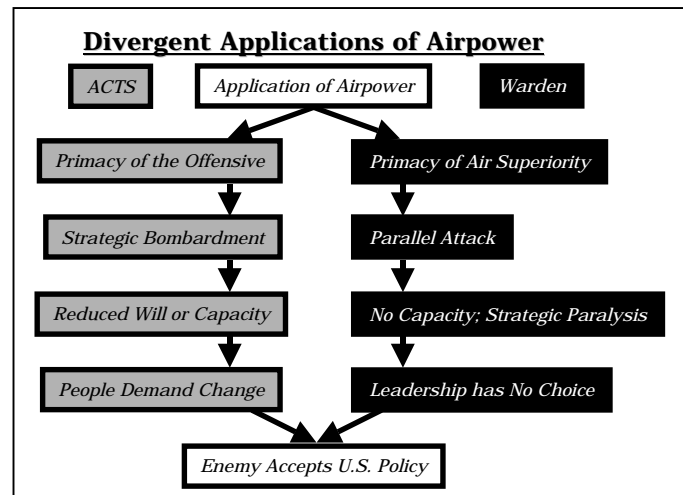 Divergent Applications of Airpower
ACTS
Application of Airpower
Warden
Primacy of the Offensive
Primacy of Air Superiority
Strategic Bombardment
Parallel Attack
Reduced Will or Capacity
No Capacity; Strategic Paralysis
People Demand Change
Leadership has No Choice
Enemy Accepts U.S. Policy